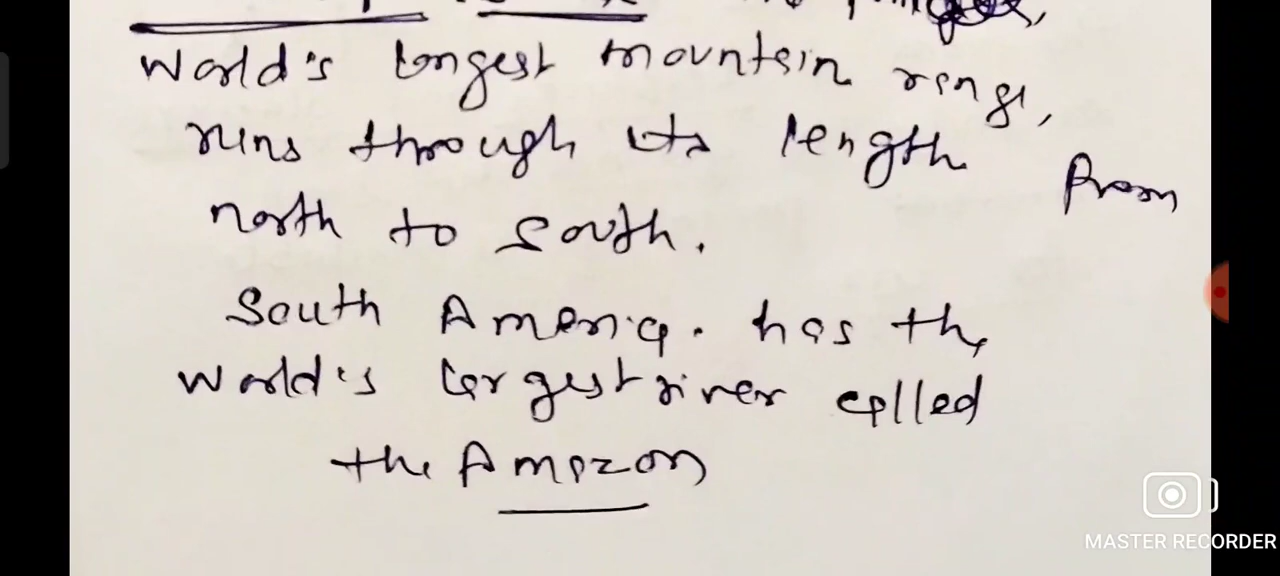 World's longest mountain range,
runs through its length from
north to south.
South America. has the
world's largest river called
the Amazon
MASTER RECORDER